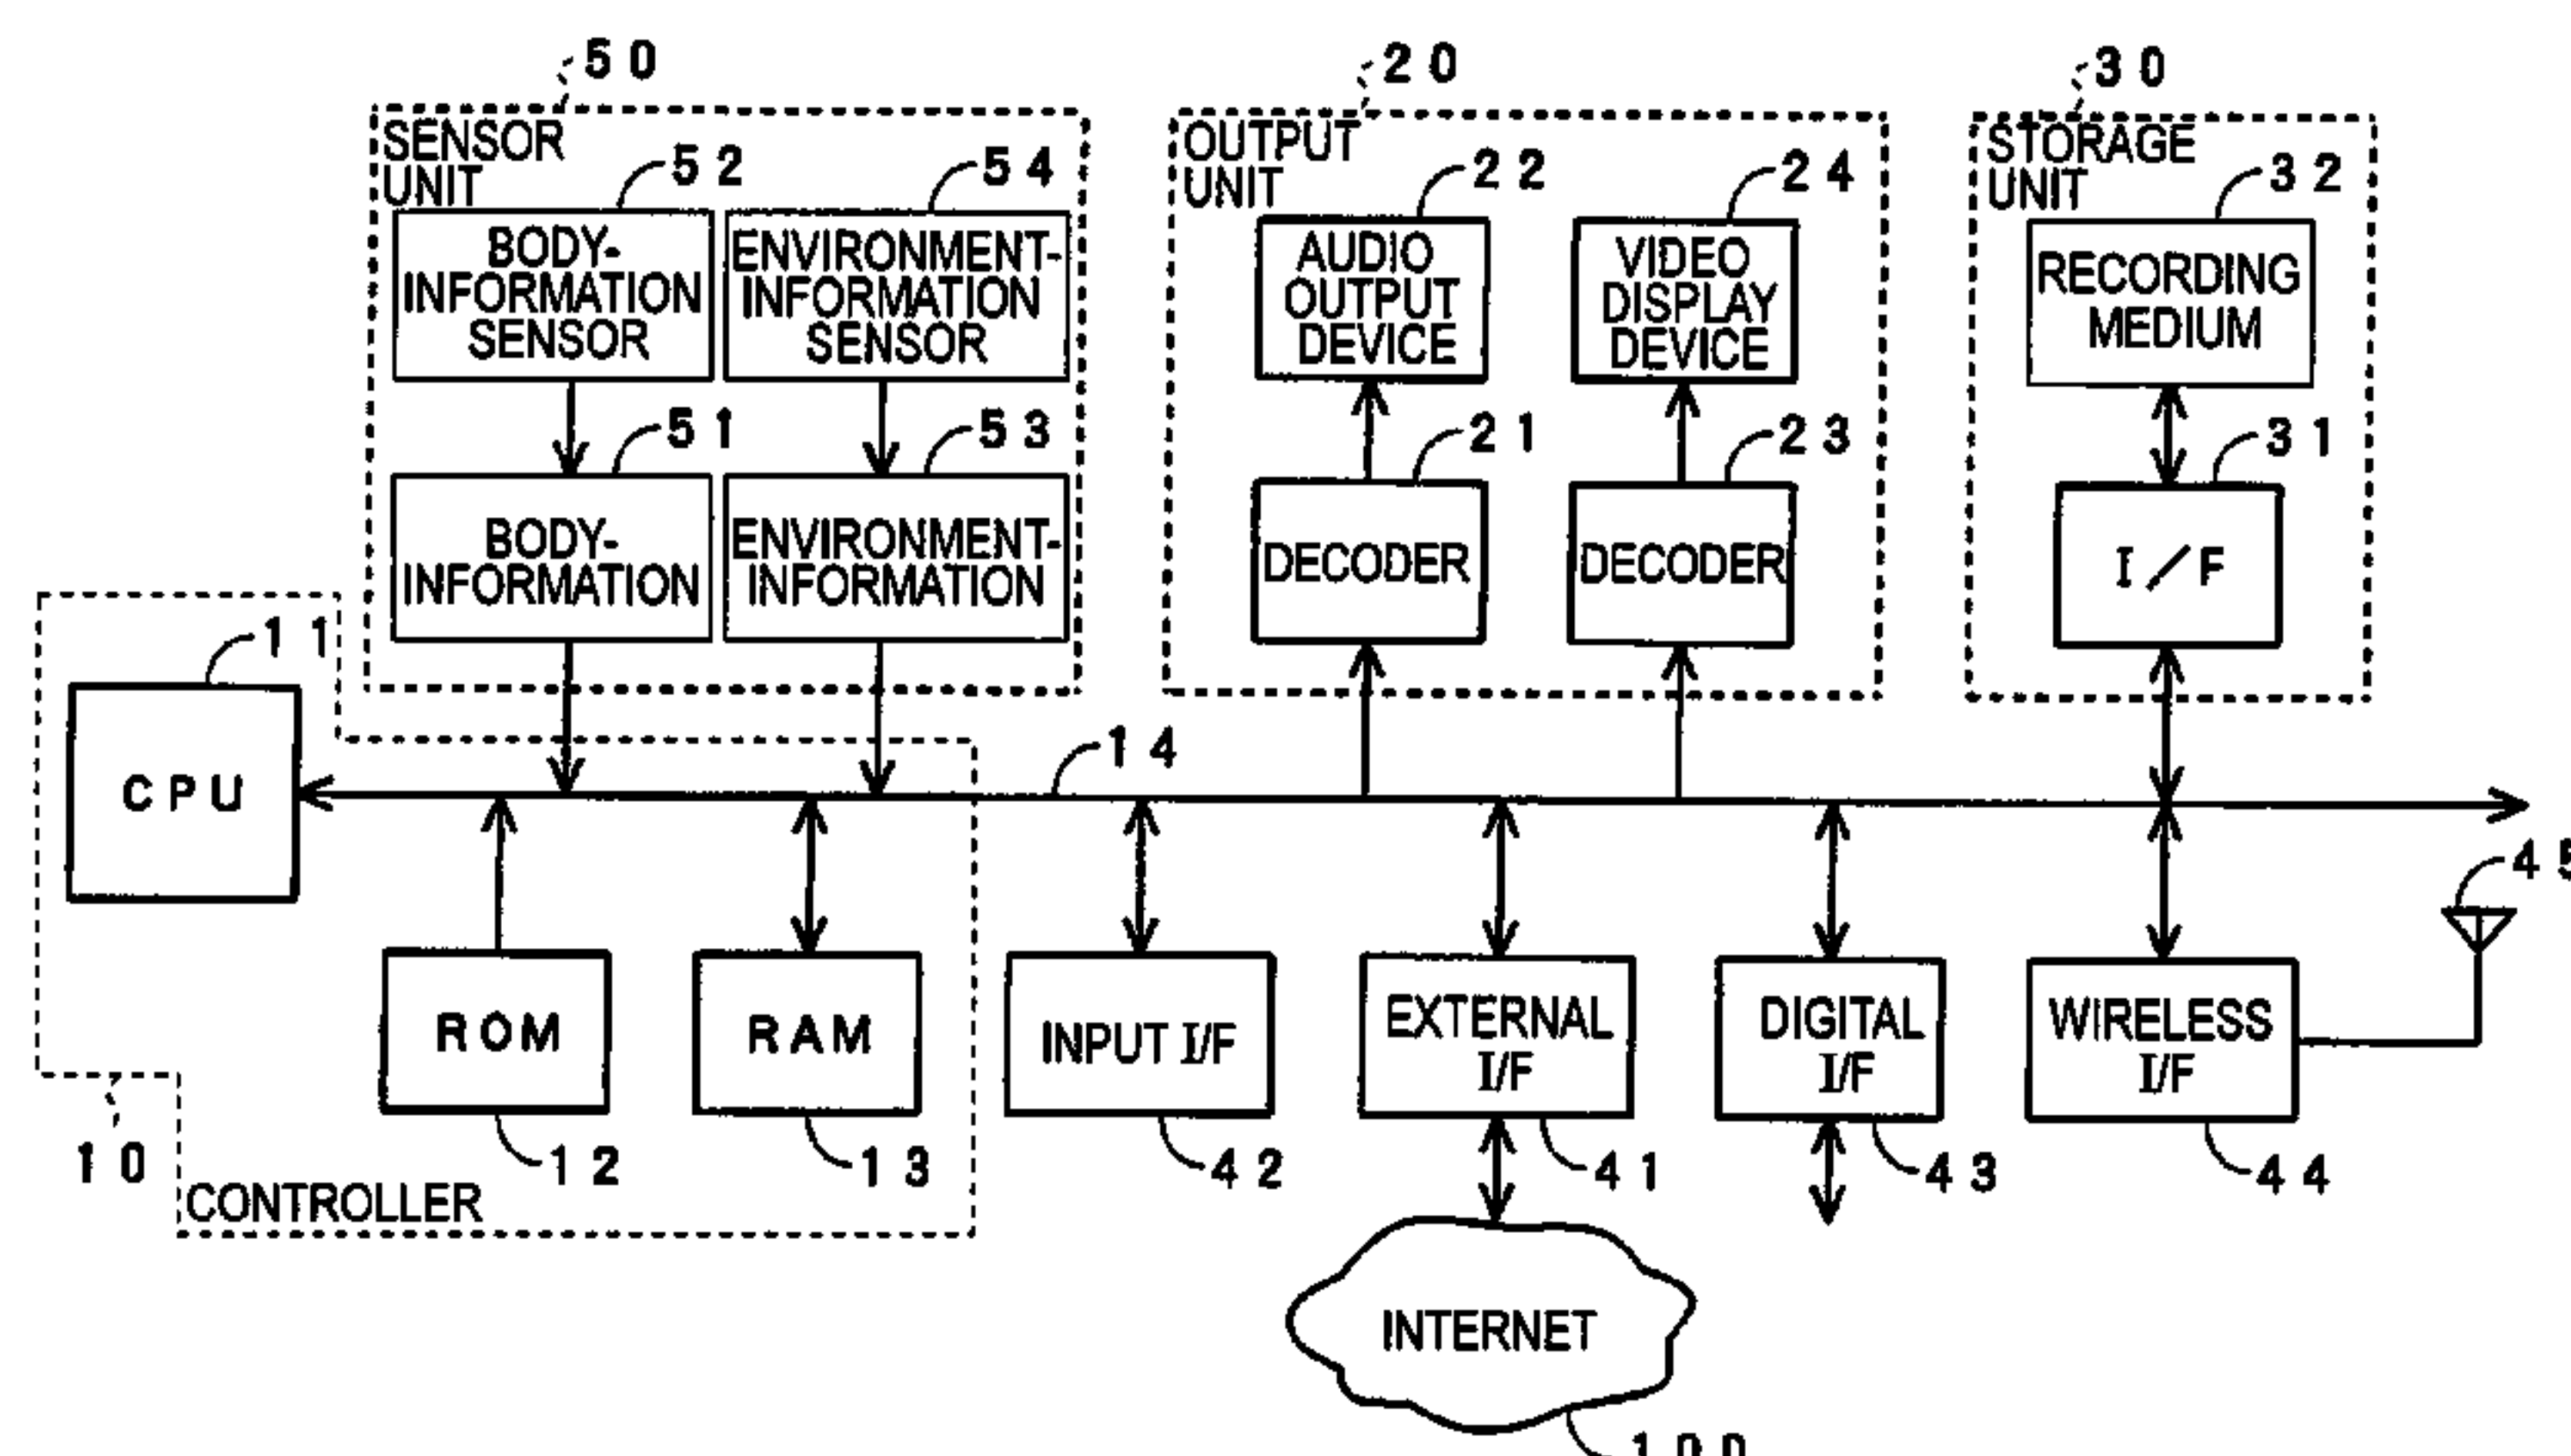 50
20
30
SENSOR
UNIT
OUTPUT
UNIT
STORAGE
UNIT
52
54
22
24
32
BODY-
INFORMATION
SENSOR
ENVIRONMENT-
INFORMATION
SENSOR
AUDIO
OUTPUT
DEVICE
VIDEO
DISPLAY
DEVICE
RECORDING
MEDIUM
51
53
21
23
31
BODY-
INFORMATION
ENVIRONMENT-
INFORMATION
DECODER
DECODER
I/F
11
14
CPU
45
ROM
RAM
INPUT I/F
EXTERNAL
I/F
DIGITAL
I/F
WIRELESS
I/F
10
12
13
42
41
43
44
CONTROLLER
INTERNET
100